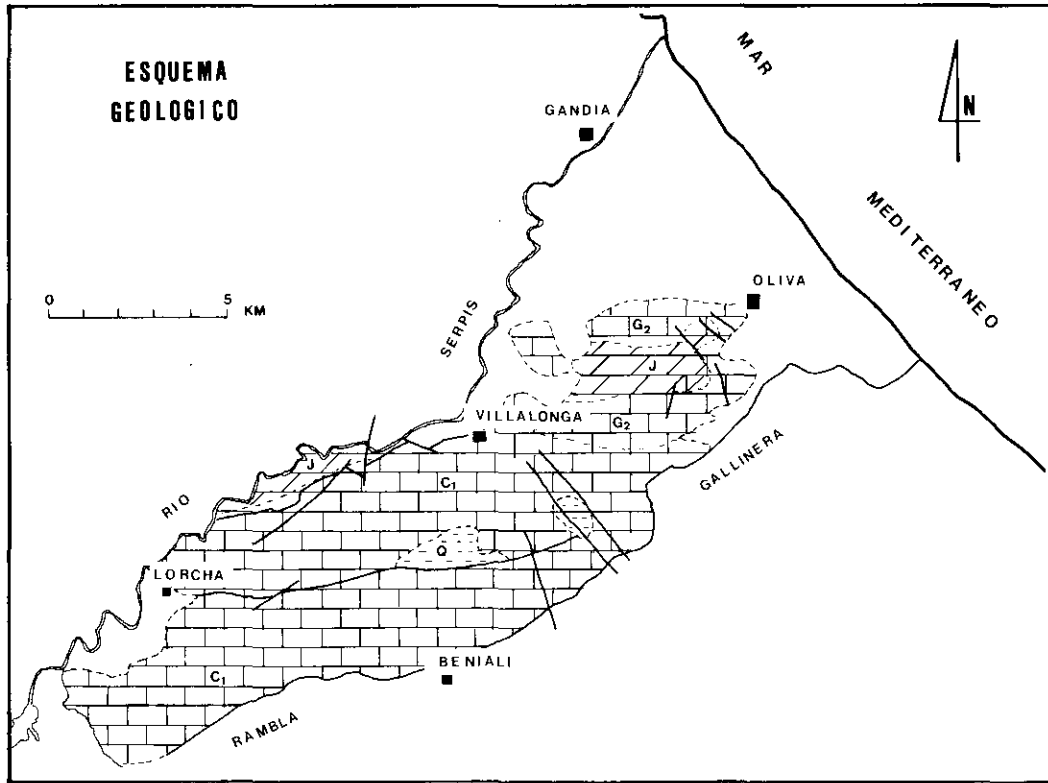 ESQUEMA
GEOLOGICO
MAR
MEDITERRANEO
N
GANDIA
0 5 KM
SERPIS
OLIVA
G₂
J
G₂
VILLALONGA
GALLINERA
J
C₁
RIO
Q
LORCHA
C₁
BENIALI
RAMBLA